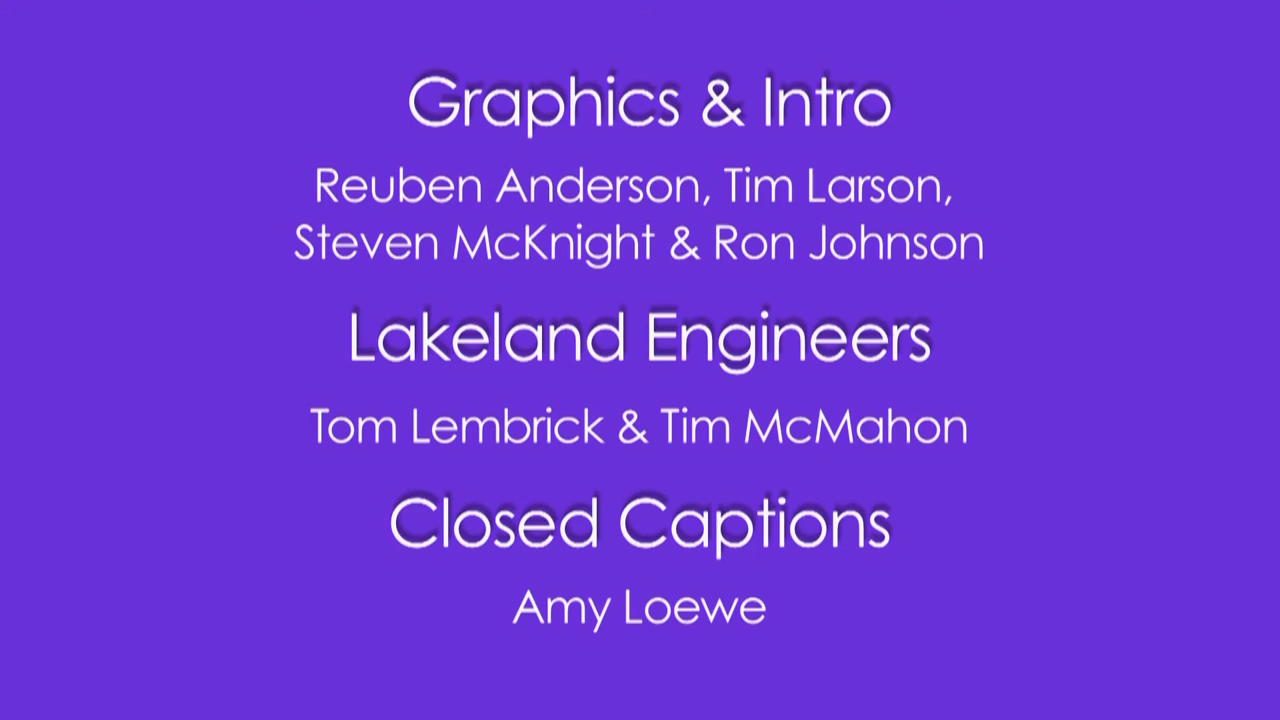 Graphics & Intro
Reuben Anderson, Tim Larson,
Steven McKnight & Ron Johnson
Lakeland Engineers
Tom Lembrick & Tim McMahon
Closed Captions
Amy Loewe